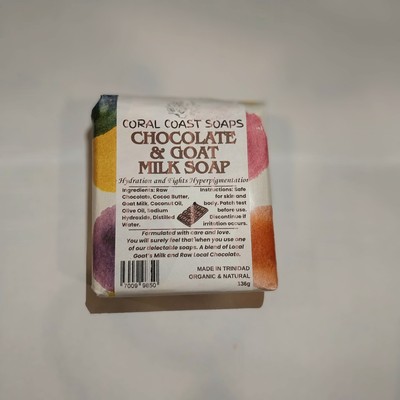 CORAL COAST SOAPS
CHOCOLATE
& GOAT
MILK SOAP
Hydration and Fights Hyperpigmentation
Ingredients: Raw
Chocolate, Cocoa Butter,
Goat Milk, Coconut Oil,
Olive Oil, Sodium
Hydroxide, Distilled
Water.
Instructions: Safe
for skin and
body. Patch test
before use.
Discontinue if
irritation occurs.
Formulated with care and love.
You will surely feel that when you use one
of our delectable soaps. A blend of Local
Goat's Milk and Raw Local Chocolate.
MADE IN TRINIDAD
ORGANIC & NATURAL
136g
7009 9850